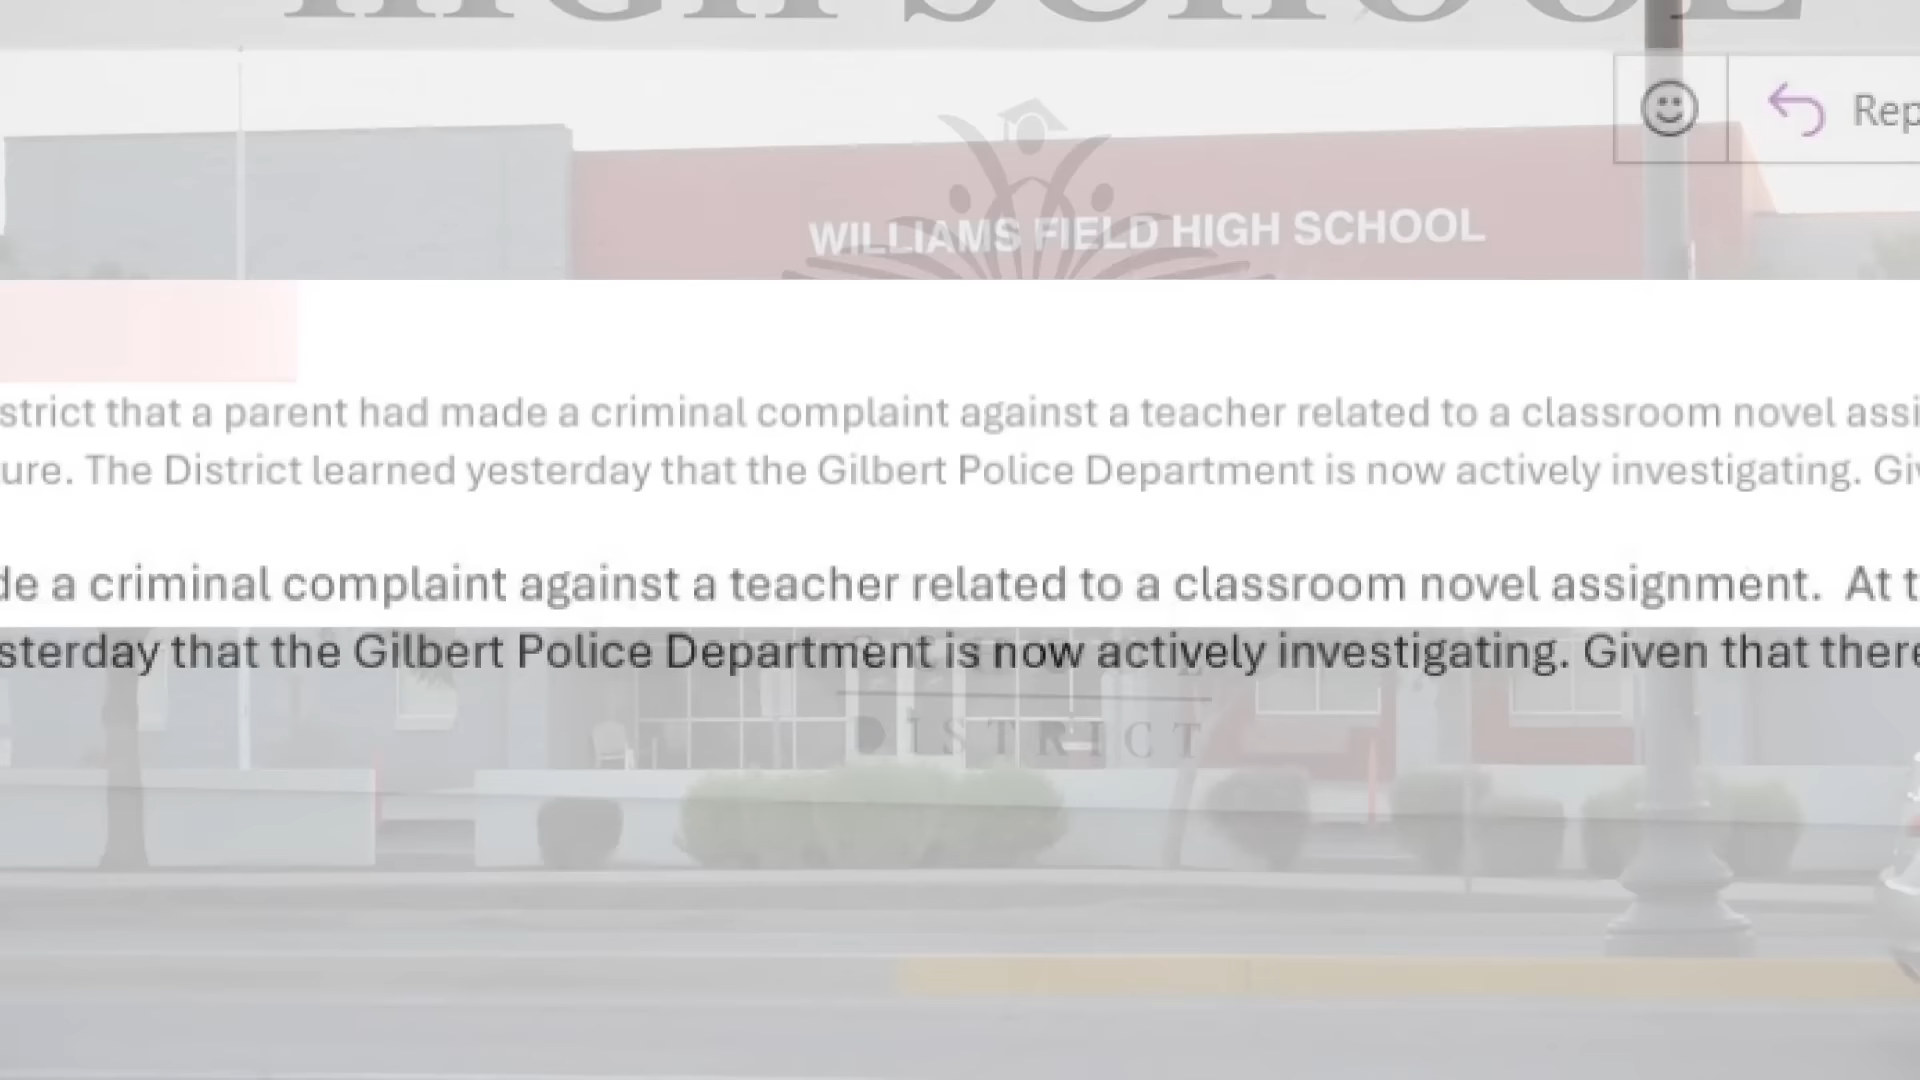 HIGH SCHOOL
Rep
WILLIAMS FIELD HIGH SCHOOL
strict that a parent had made a criminal complaint against a teacher related to a classroom novel assi
ure. The District learned yesterday that the Gilbert Police Department is now actively investigating. Giv
de a criminal complaint against a teacher related to a classroom novel assignment. At t
sterday that the Gilbert Police Department is now actively investigating. Given that there
DISTRICT